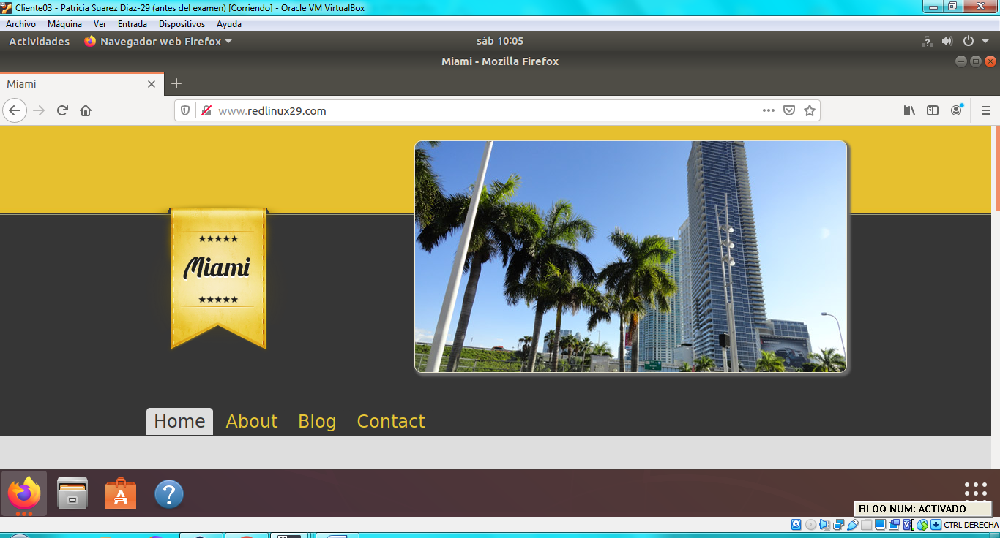 Cliente03 - Patricia Suarez Diaz-29 (antes del examen) [Corriendo] - Oracle VM VirtualBox
Archivo Máquina Ver Entrada Dispositivos Ayuda
Actividades Navegador web Firefox sáb 10:05
Miami - Mozilla Firefox
Miami
www.redlinux29.com
Miami
Home About Blog Contact
BLOQ NUM: ACTIVADO
CTRL DERECHA